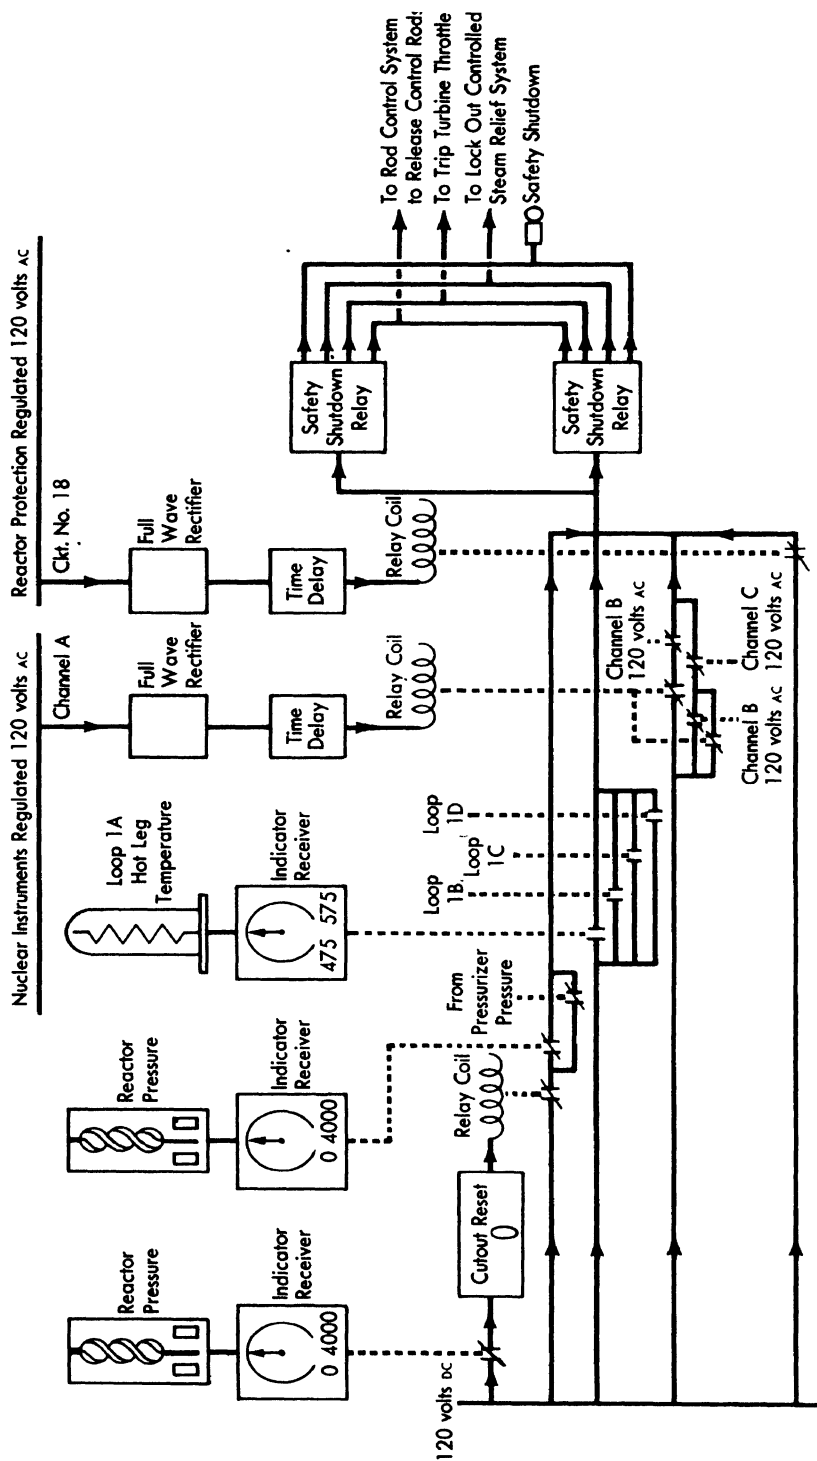 Nuclear Instruments Regulated 120 volts AC
Reactor Protection Regulated 120 volts AC
Reactor
Pressure
Indicator
Receiver
0 4000
Reactor
Pressure
Indicator
Receiver
0 4000
Loop 1A
Hot Leg
Temperature
Indicator
Receiver
475 575
Channel A
Full
Wave
Rectifier
Time
Delay
Relay Coil
Ckt. No. 18
Full
Wave
Rectifier
Time
Delay
Relay Coil
Safety
Shutdown
Relay
Safety
Shutdown
Relay
To Rod Control System
to Release Control Rods
To Trip Turbine Throttle
To Lock Out Controlled
Steam Relief System
Safety Shutdown
120 volts DC
Cutout Reset
0
Relay Coil
From
Pressurizer
Pressure
Loop
1B
Loop
1C
Loop
1D
Channel B
120 volts AC
Channel B
120 volts AC
Channel C
120 volts AC